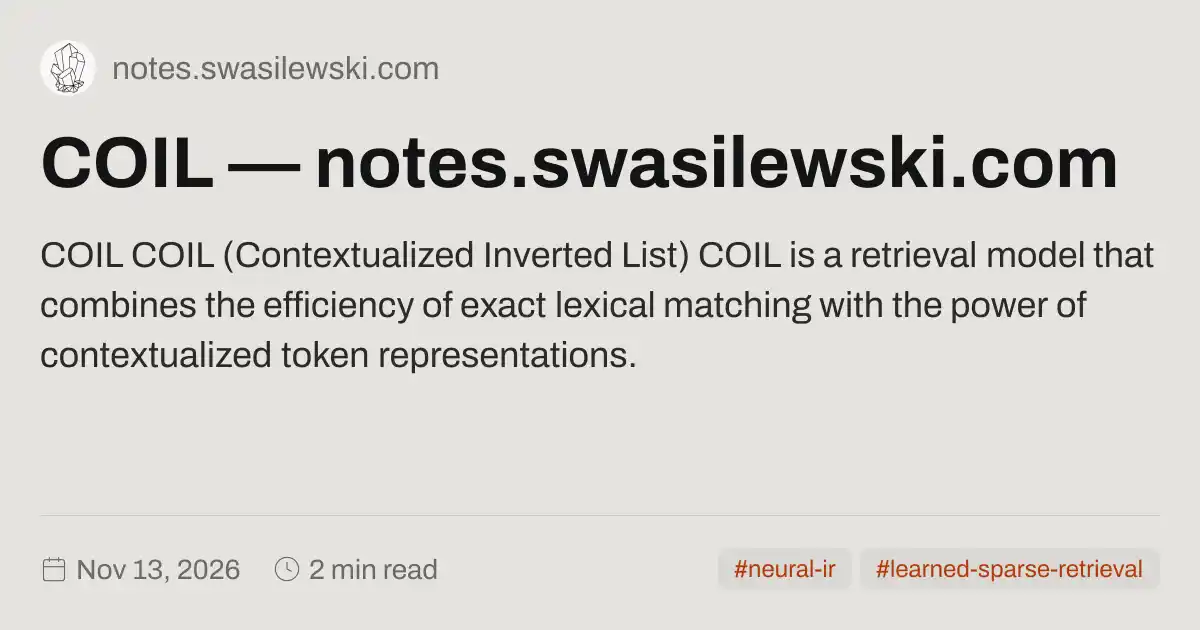 notes.swasilewski.com
COIL — notes.swasilewski.com
COIL COIL (Contextualized Inverted List) COIL is a retrieval model that
combines the efficiency of exact lexical matching with the power of
contextualized token representations.
Nov 13, 2026 2 min read #neural-ir #learned-sparse-retrieval